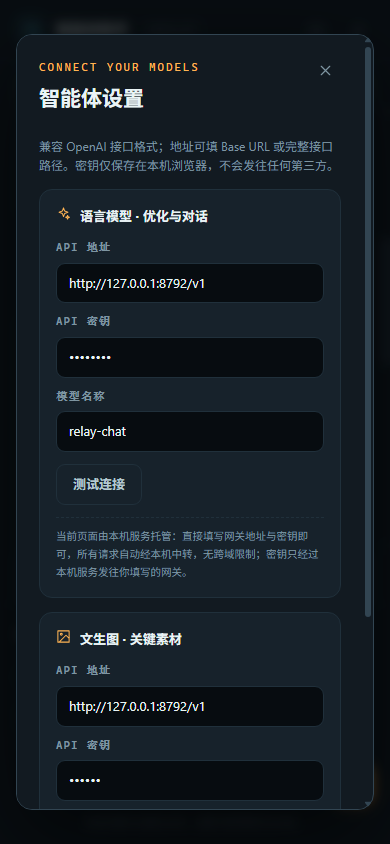 CONNECT YOUR MODELS
智能体设置
兼容 OpenAI 接口格式；地址可填 Base URL 或完整接口
路径。密钥仅保存在本机浏览器，不会发往任何第三方。
语言模型 · 优化与对话
API 地址
http://127.0.0.1:8792/v1
API 密钥
••••••••
模型名称
relay-chat
测试连接
当前页面由本机服务托管：直接填写网关地址与密钥即
可，所有请求自动经本机中转，无跨域限制；密钥只经过
本机服务发往你填写的网关。
文生图 · 关键素材
API 地址
http://127.0.0.1:8792/v1
API 密钥
••••••